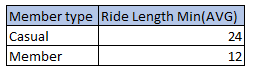 Member type Ride Length Min(AVG)
Casual 24
Member 12